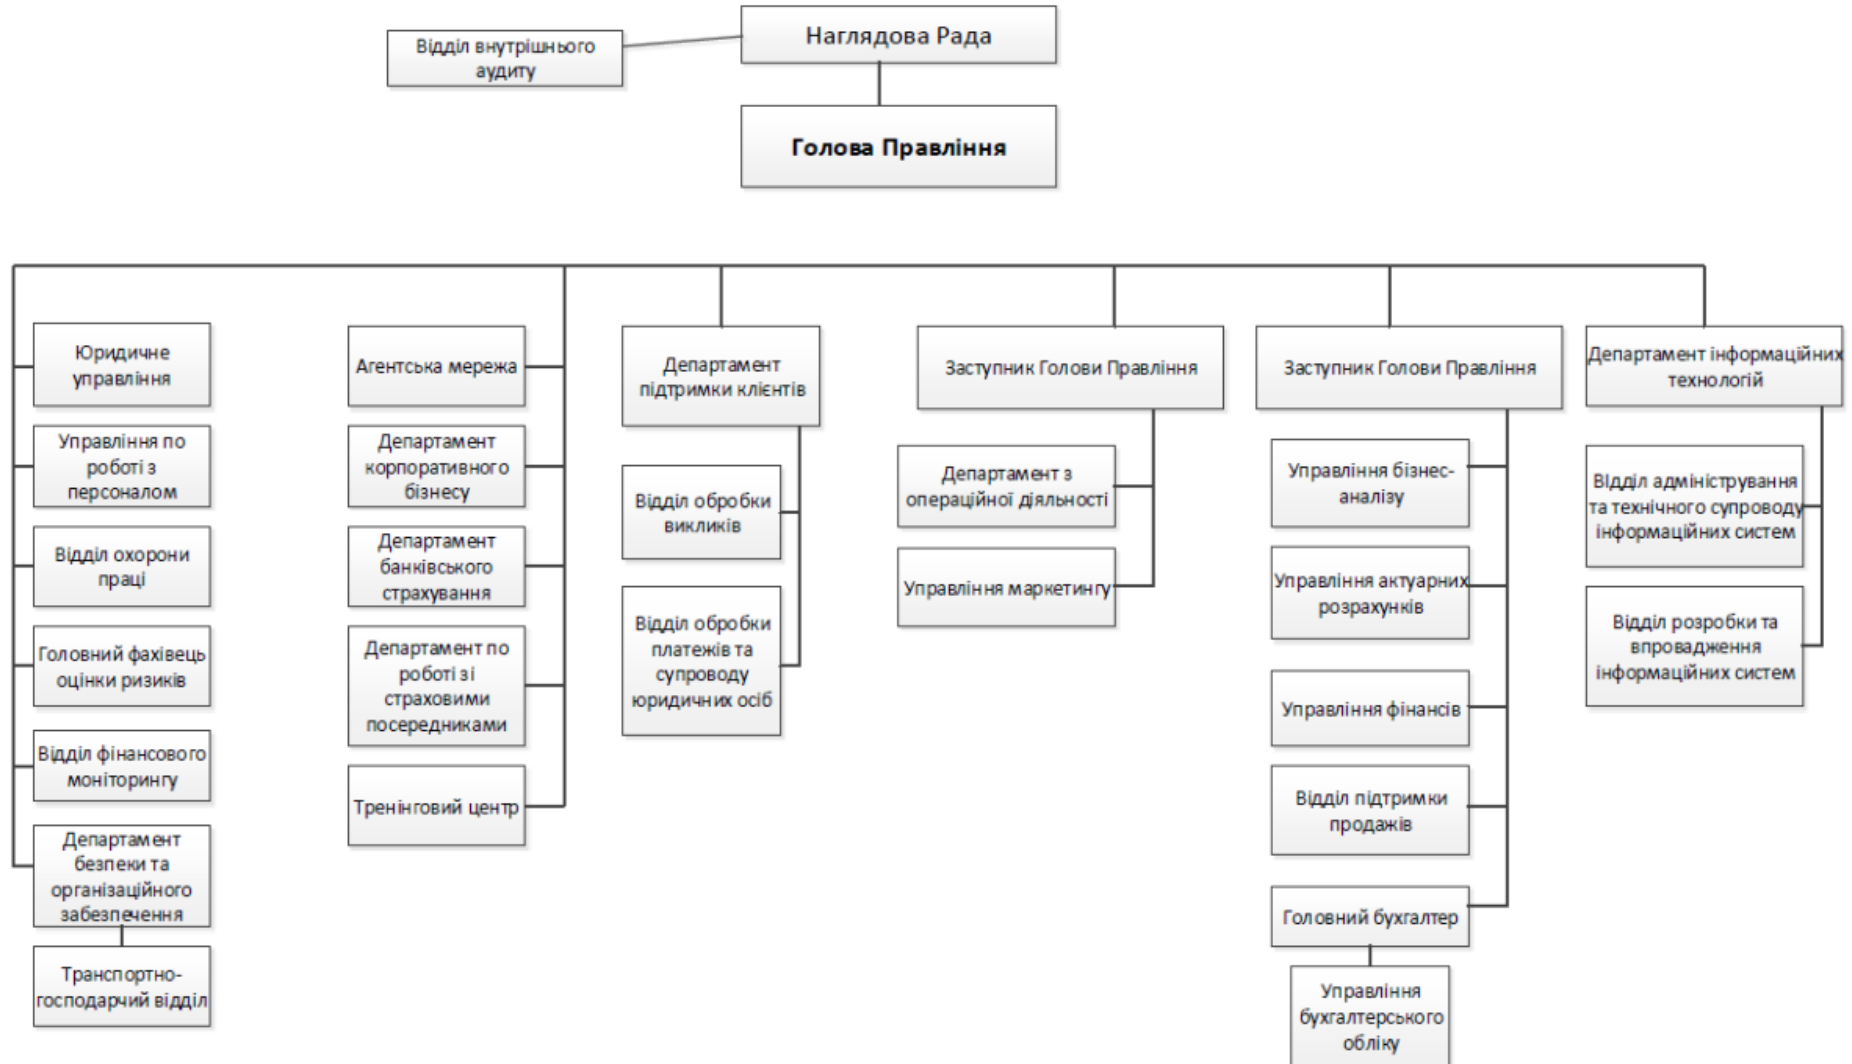 Наглядова Рада
Відділ внутрішнього
аудиту
Голова Правління
Юридичне
управління
Управління по
роботі з
персоналом
Відділ охорони
праці
Головний фахівець
оцінки ризиків
Відділ фінансового
моніторингу
Департамент
безпеки та
організаційного
забезпечення
Транспортно-
господарчий відділ
Агентська мережа
Департамент
корпоративного
бізнесу
Департамент
банківського
страхування
Департамент по
роботі зі
страховими
посередниками
Тренінговий центр
Департамент
підтримки клієнтів
Відділ обробки
викликів
Відділ обробки
платежів та
супроводу
юридичних осіб
Заступник Голови Правління
Департамент з
операційної діяльності
Управління маркетингу
Заступник Голови Правління
Управління бізнес-
аналізу
Управління актуарних
розрахунків
Управління фінансів
Відділ підтримки
продажів
Головний бухгалтер
Управління
бухгалтерського
обліку
Департамент інформаційних
технологій
Відділ адміністрування
та технічного супроводу
інформаційних систем
Відділ розробки та
впровадження
інформаційних систем